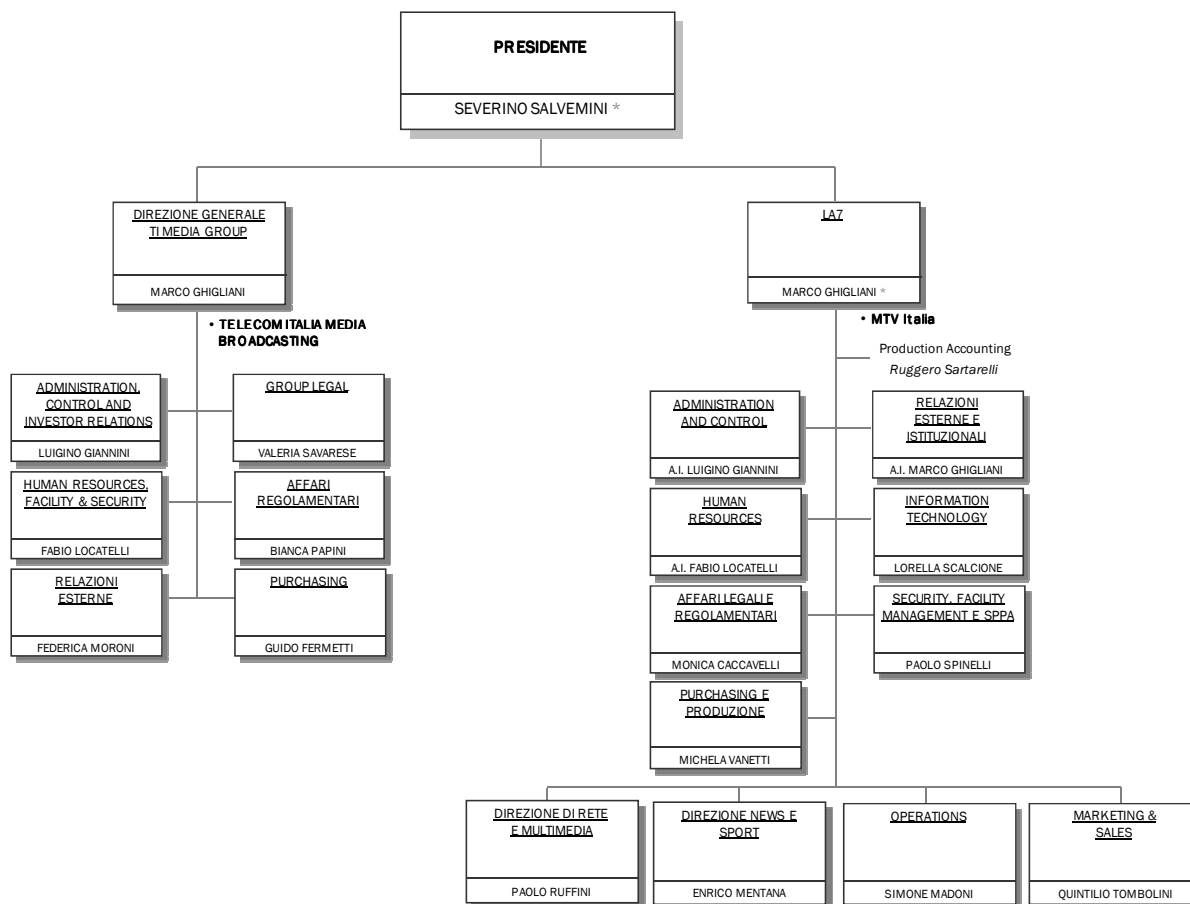 PRESIDENTE
SEVERINO SALVEMINI *
DIREZIONE GENERALE
TI MEDIA GROUP
MARCO GHIGLIANI
• TELECOM ITALIA MEDIA
BROADCASTING
ADMINISTRATION,
CONTROL AND
INVESTOR RELATIONS
LUIGINO GIANNINI
GROUP LEGAL
VALERIA SAVARESE
HUMAN RESOURCES,
FACILITY & SECURITY
FABIO LOCATELLI
AFFARI
REGOLAMENTARI
BIANCA PAPINI
RELAZIONI
ESTERNE
FEDERICA MORONI
PURCHASING
GUIDO FERMETTI
LA7
MARCO GHIGLIANI *
• MTV Italia
Production Accounting
Ruggero Sartarelli
ADMINISTRATION
AND CONTROL
A.I. LUIGINO GIANNINI
RELAZIONI
ESTERNE E
ISTITUZIONALI
A.I. MARCO GHIGLIANI
HUMAN
RESOURCES
A.I. FABIO LOCATELLI
INFORMATION
TECHNOLOGY
LORELLA SCALCIONE
AFFARI LEGALI E
REGOLAMENTARI
MONICA CACCAVELLI
SECURITY, FACILITY
MANAGEMENT E SPPA
PAOLO SPINELLI
PURCHASING E
PRODUZIONE
MICHELA VANETTI
DIREZIONE DI RETE
E MULTIMEDIA
PAOLO RUFFINI
DIREZIONE NEWS E
SPORT
ENRICO MENTANA
OPERATIONS
SIMONE MADONI
MARKETING &
SALES
QUINTILIO TOMBOLINI